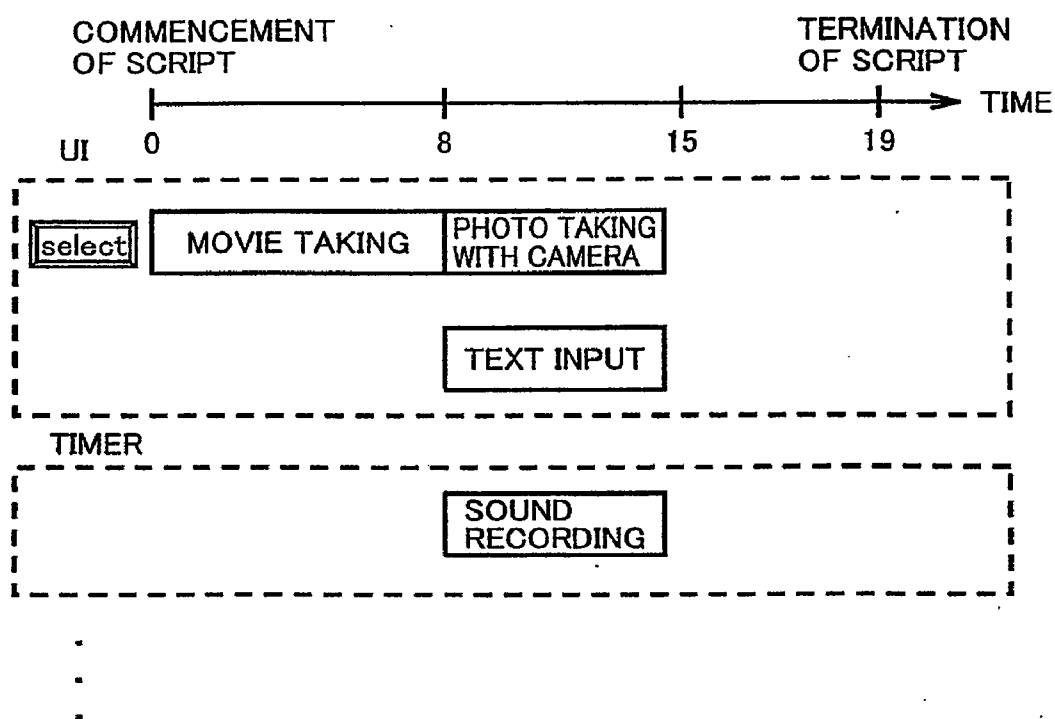 COMMENCEMENT
OF SCRIPT
TERMINATION
OF SCRIPT
TIME
0
8
15
19
UI
select
MOVIE TAKING
PHOTO TAKING
WITH CAMERA
TEXT INPUT
TIMER
SOUND
RECORDING